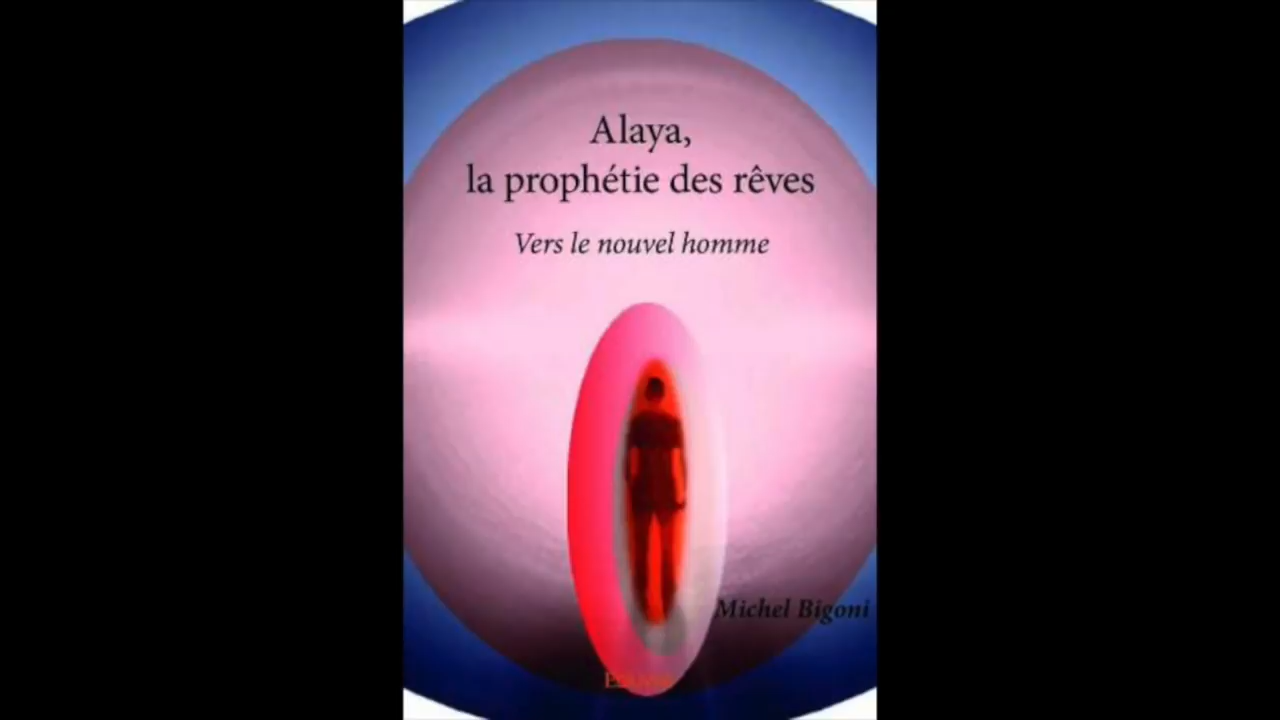 Alaya,
la prophétie des rêves
Vers le nouvel homme
Michel Bigoni